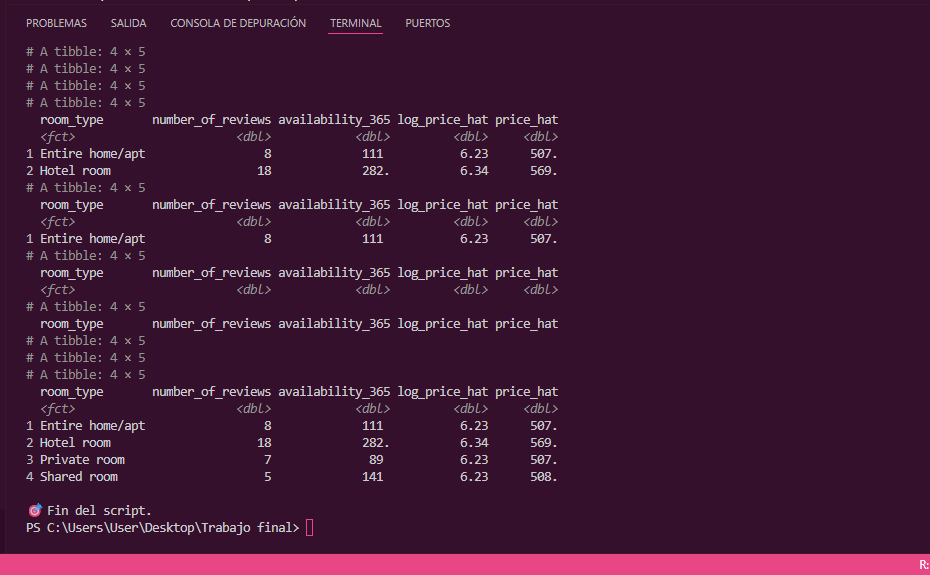 PROBLEMAS SALIDA CONSOLA DE DEPURACIÓN TERMINAL PUERTOS
# A tibble: 4 × 5
# A tibble: 4 × 5
# A tibble: 4 × 5
# A tibble: 4 × 5
room_type number_of_reviews availability_365 log_price_hat price_hat
<fct> <dbl> <dbl> <dbl> <dbl>
1 Entire home/apt 8 111 6.23 507.
2 Hotel room 18 282. 6.34 569.
# A tibble: 4 × 5
room_type number_of_reviews availability_365 log_price_hat price_hat
<fct> <dbl> <dbl> <dbl> <dbl>
1 Entire home/apt 8 111 6.23 507.
# A tibble: 4 × 5
room_type number_of_reviews availability_365 log_price_hat price_hat
<fct> <dbl> <dbl> <dbl> <dbl>
# A tibble: 4 × 5
room_type number_of_reviews availability_365 log_price_hat price_hat
# A tibble: 4 × 5
# A tibble: 4 × 5
# A tibble: 4 × 5
room_type number_of_reviews availability_365 log_price_hat price_hat
<fct> <dbl> <dbl> <dbl> <dbl>
1 Entire home/apt 8 111 6.23 507.
2 Hotel room 18 282. 6.34 569.
3 Private room 7 89 6.23 507.
4 Shared room 5 141 6.23 508.
🎯 Fin del script.
PS C:\Users\User\Desktop\Trabajo final>
R: